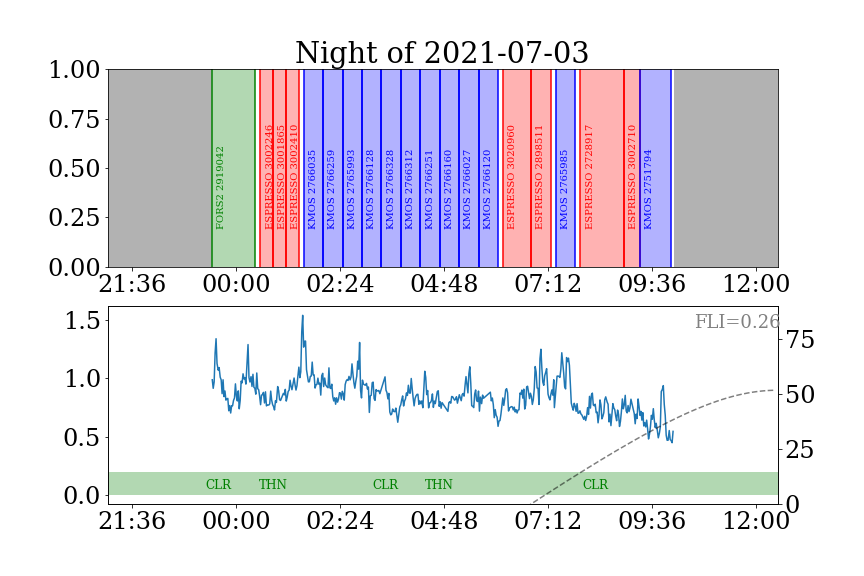 Night of 2021-07-03
1.00
0.75
0.50
0.25
0.00
FORS2 2919042
ESPRESSO 3002246
ESPRESSO 3001865
ESPRESSO 3002410
KMOS 2766035
KMOS 2766259
KMOS 2765993
KMOS 2766128
KMOS 2766328
KMOS 2766312
KMOS 2766251
KMOS 2766160
KMOS 2766027
KMOS 2766120
ESPRESSO 3020960
ESPRESSO 2898511
KMOS 2765985
ESPRESSO 2728917
ESPRESSO 3002710
KMOS 2751794
21:36 00:00 02:24 04:48 07:12 09:36 12:00
FLI=0.26
1.5
1.0
0.5
0.0
75
50
25
0
CLR THN CLR THN CLR
21:36 00:00 02:24 04:48 07:12 09:36 12:00